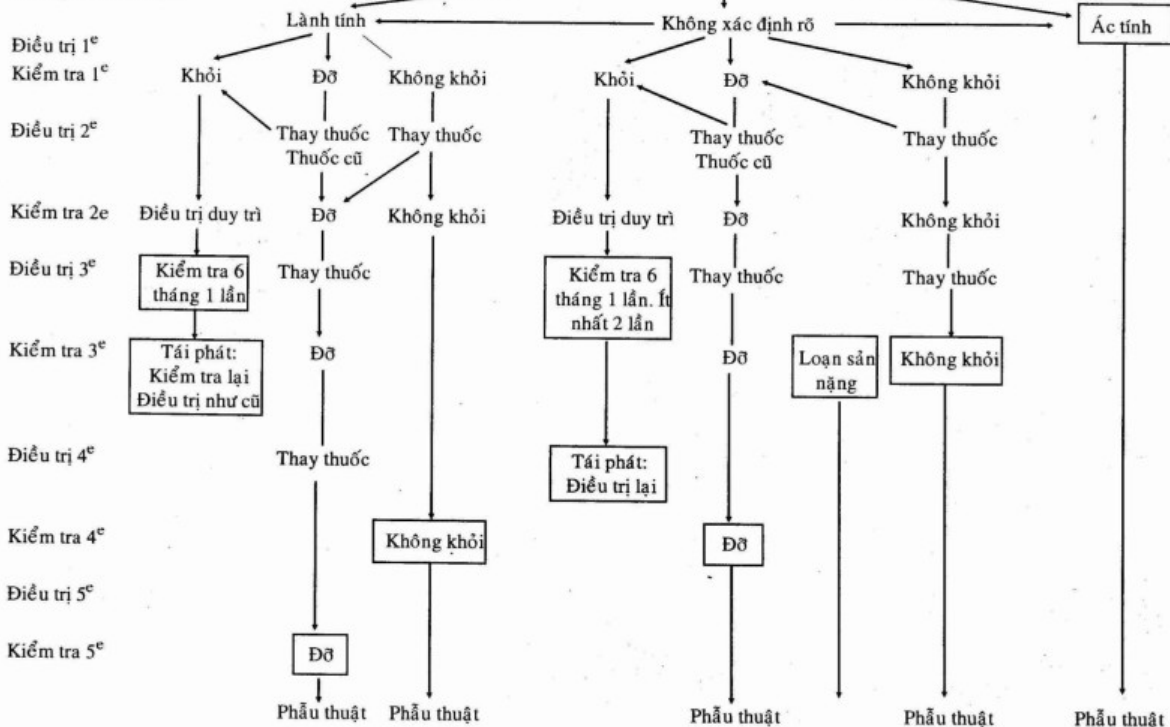 Lành tính
Không xác định rõ
Ác tính
Điều trị 1e
Kiểm tra 1e
Khỏi
Đỡ
Không khỏi
Khỏi
Đỡ
Không khỏi
Điều trị 2e
Thay thuốc
Thuốc cũ
Thay thuốc
Thay thuốc
Thuốc cũ
Thay thuốc
Kiểm tra 2e
Điều trị duy trì
Đỡ
Không khỏi
Điều trị duy trì
Đỡ
Không khỏi
Điều trị 3e
Kiểm tra 6
tháng 1 lần
Thay thuốc
Kiểm tra 6
tháng 1 lần. Ít
nhất 2 lần
Thay thuốc
Thay thuốc
Kiểm tra 3e
Tái phát:
Kiểm tra lại
Điều trị như cũ
Đỡ
Đỡ
Loạn sản
nặng
Không khỏi
Điều trị 4e
Thay thuốc
Tái phát:
Điều trị lại
Kiểm tra 4e
Không khỏi
Đỡ
Điều trị 5e
Kiểm tra 5e
Đỡ
Phẫu thuật
Phẫu thuật
Phẫu thuật
Phẫu thuật
Phẫu thuật
Phẫu thuật